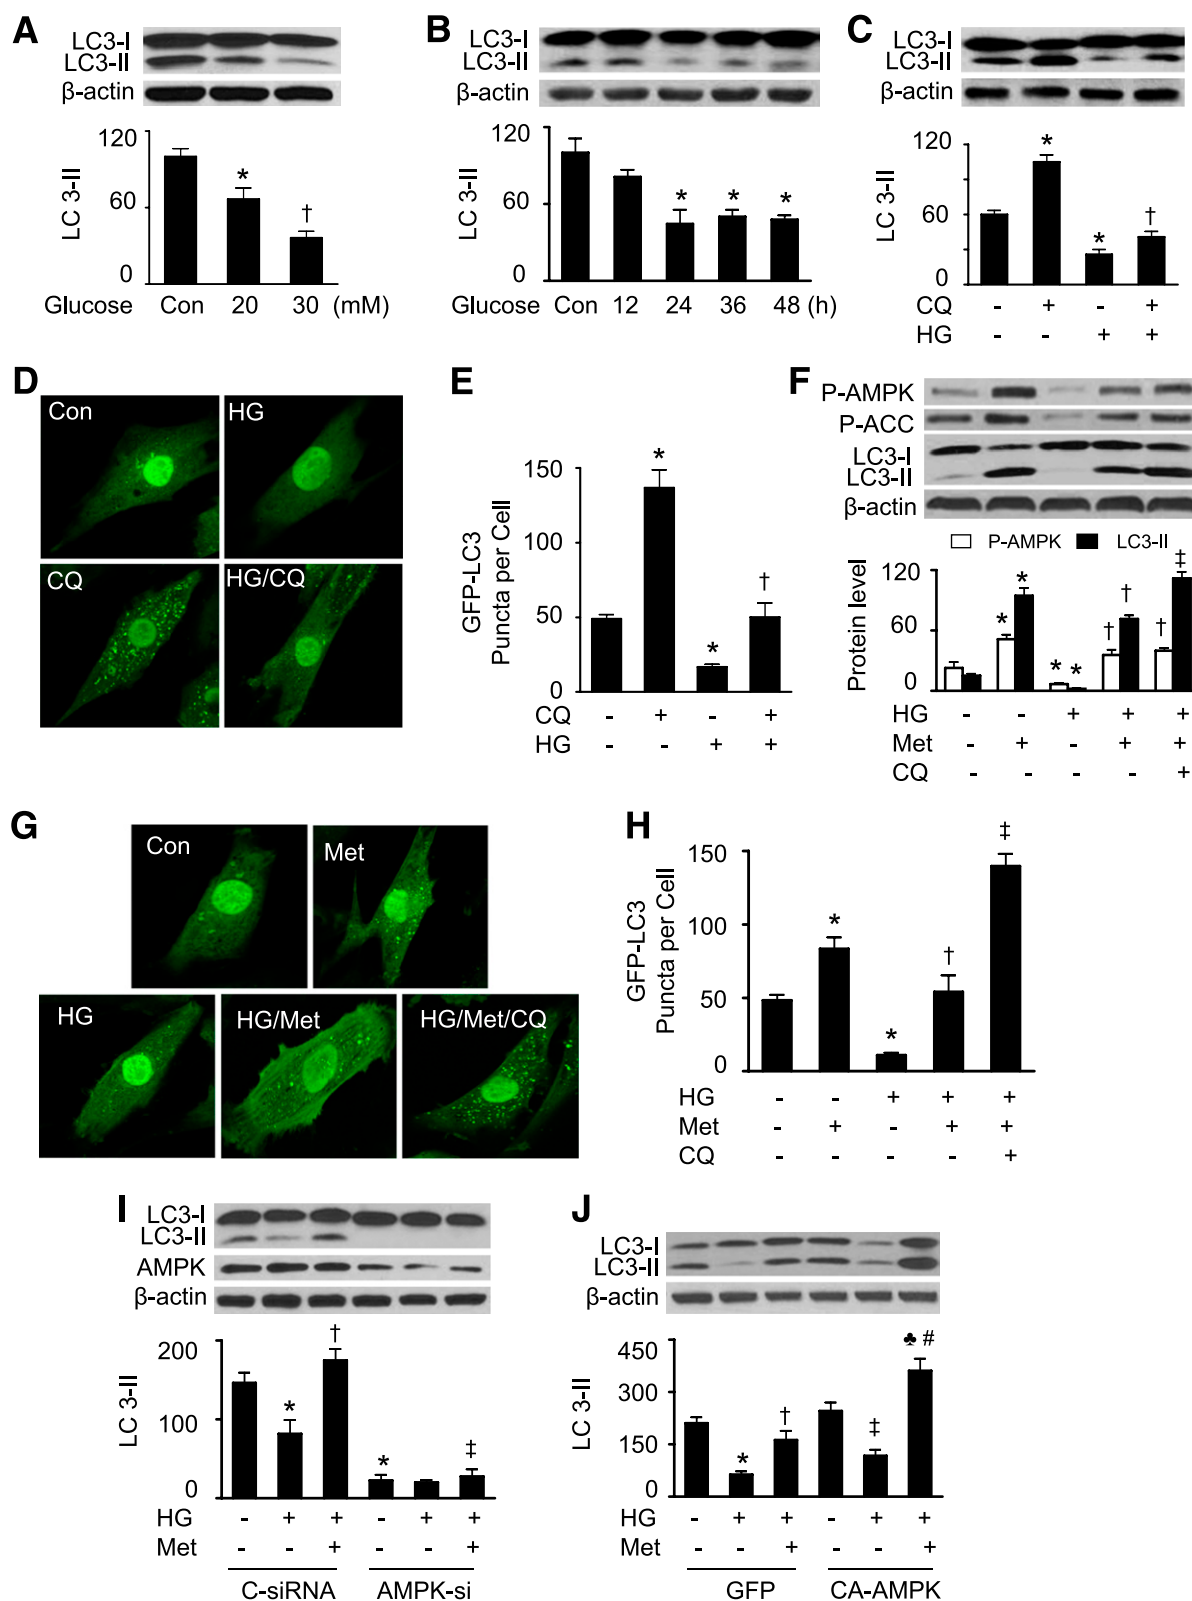 A
LC3-I
LC3-II
β-actin
120
60
0
LC 3-II
*
†
Glucose Con 20 30 (mM)
B
LC3-I
LC3-II
β-actin
120
60
0
LC 3-II
* * *
Glucose Con 12 24 36 48 (h)
C
LC3-I
LC3-II
β-actin
120
60
0
LC 3-II
*
*
†
CQ - + - +
HG - - + +
D
Con
HG
CQ
HG/CQ
E
150
100
50
0
GFP-LC3
Puncta per Cell
*
*
†
CQ - + - +
HG - - + +
F
P-AMPK
P-ACC
LC3-I
LC3-II
β-actin
P-AMPK LC3-II
120
60
0
Protein level
* *
* *
† †
† ‡
HG - - + + +
Met - + - + +
CQ - - - - +
G
Con
Met
HG
HG/Met
HG/Met/CQ
H
150
100
50
0
GFP-LC3
Puncta per Cell
*
*
†
‡
HG - - + + +
Met - + - + +
CQ - - - - +
I
LC3-I
LC3-II
AMPK
β-actin
200
100
0
LC 3-II
*
†
*
‡
HG - + + - + +
Met - - + - - +
C-siRNA AMPK-si
J
LC3-I
LC3-II
β-actin
450
300
150
0
LC 3-II
*
†
‡
♣ #
HG - + + - + +
Met - - + - - +
GFP CA-AMPK